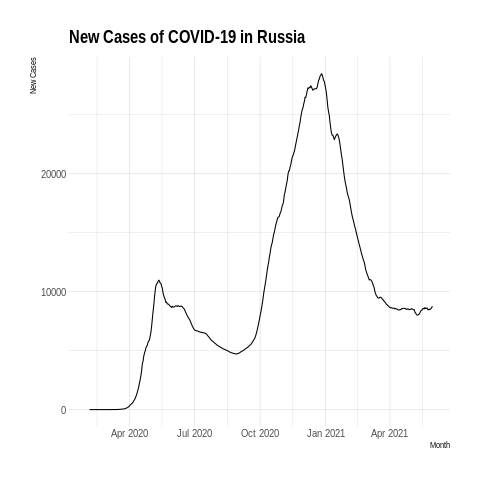 New Cases of COVID-19 in Russia
New Cases
20000
10000
0
Apr 2020 Jul 2020 Oct 2020 Jan 2021 Apr 2021
Month